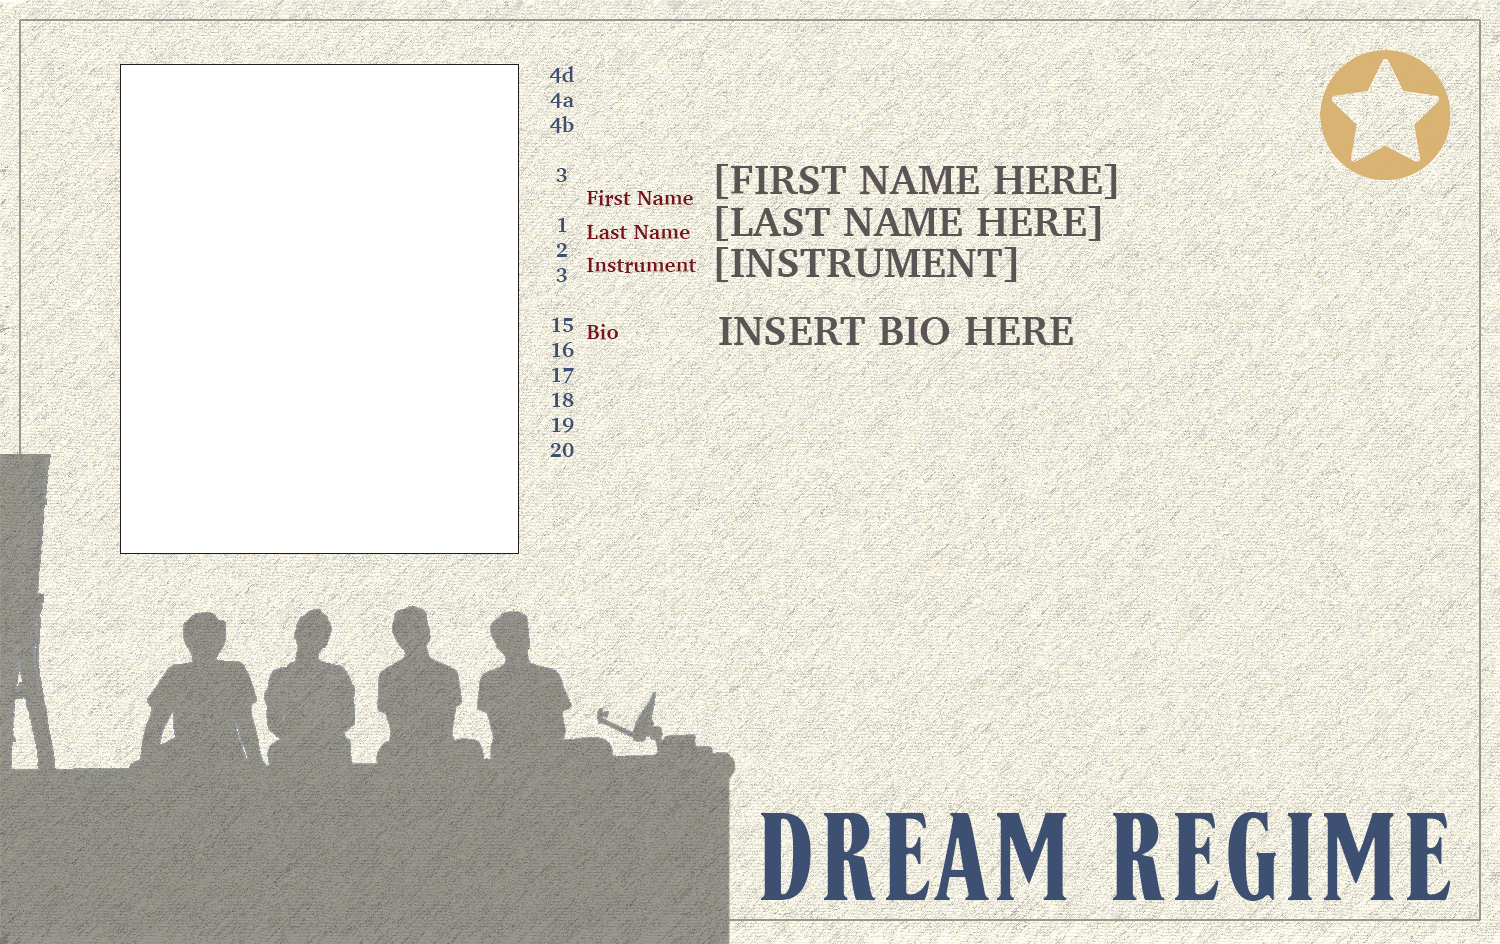 4d
4a
4b
3
First Name [FIRST NAME HERE]
1
Last Name [LAST NAME HERE]
2
Instrument [INSTRUMENT]
3
15
Bio INSERT BIO HERE
16
17
18
19
20
DREAM REGIME